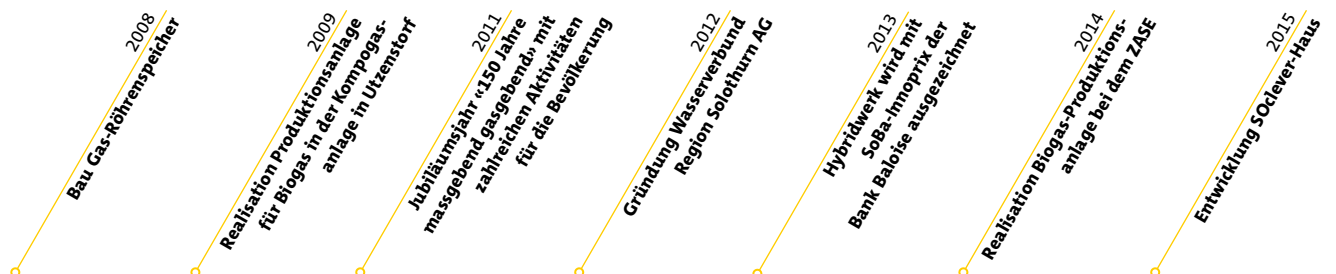 2008
Bau Gas-Röhrenspeicher
2009
Realisation Produktionsanlage
für Biogas in der Kompogas-
anlage in Utzenstorf
2011
Jubiläumsjahr «150 Jahre
massgebend gasgebend» mit
zahlreichen Aktivitäten
für die Bevölkerung
2012
Gründung Wasserverbund
Region Solothurn AG
2013
Hybridwerk wird mit
SoBa-Innoprix der
Bank Baloise ausgezeichnet
2014
Realisation Biogas-Produktions-
anlage bei dem ZASE
2015
Entwicklung SOclever-Haus